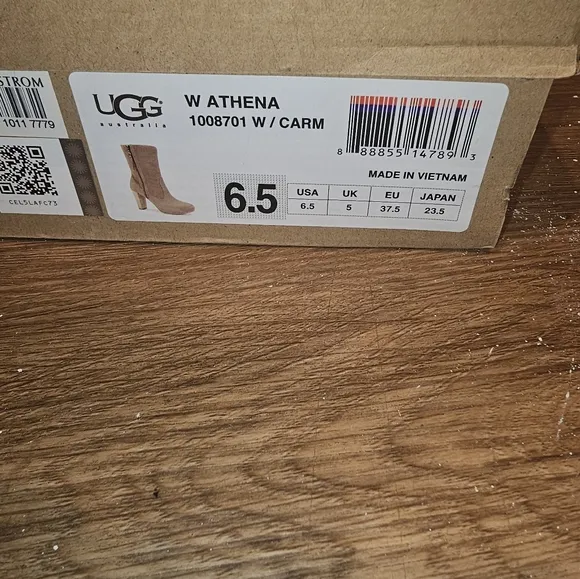 STROM
1011 7779
CEL5LAFC73
UGG
australia
W ATHENA
1008701 W / CARM
8 88855 14789 3
MADE IN VIETNAM
6.5
USA UK EU JAPAN
6.5 5 37.5 23.5